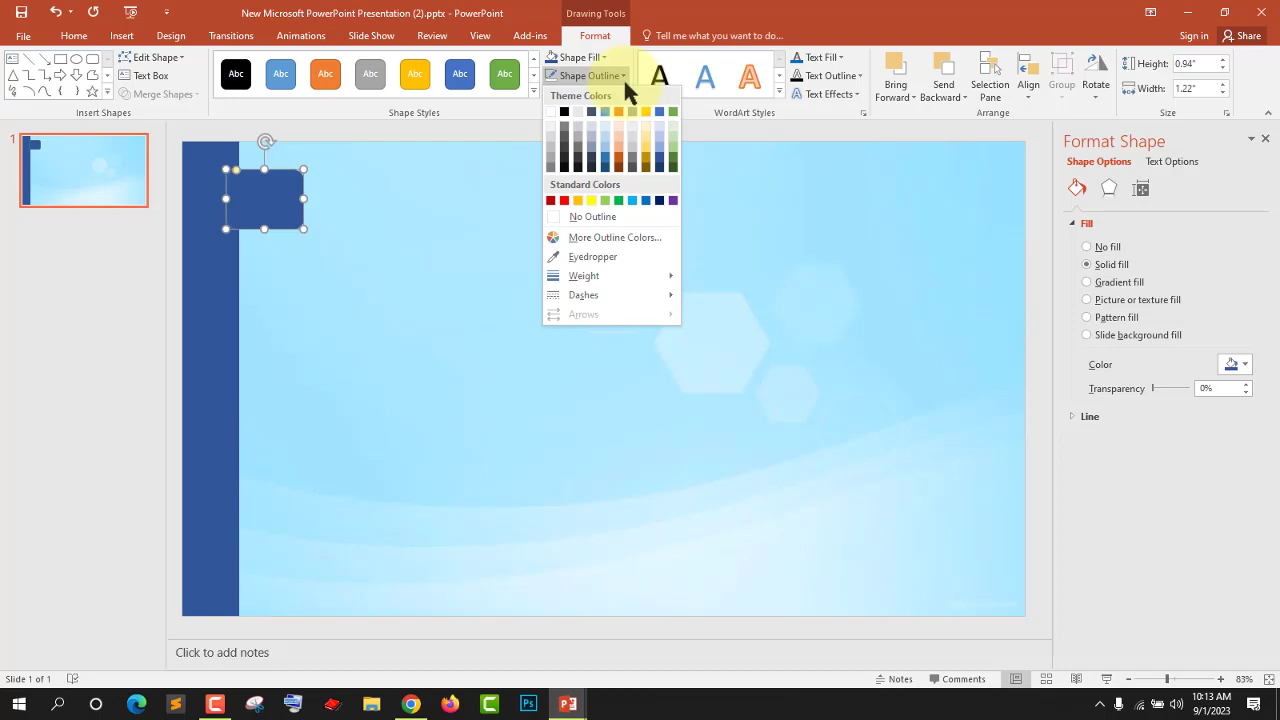 New Microsoft PowerPoint Presentation (2).pptx - PowerPoint
Drawing Tools
File
Home
Insert
Design
Transitions
Animations
Slide Show
Review
View
Add-ins
Format
Tell me what you want to do...
Sign in
Share
Edit Shape
Text Box
Merge Shapes
Insert Shapes
Abc Abc Abc Abc Abc Abc Abc
Shape Styles
Shape Fill
Shape Outline
A A A
WordArt Styles
Text Fill
Text Outline
Text Effects
Bring Forward
Send Backward
Selection Pane
Align
Group
Rotate
Arrange
Height: 0.94"
Width: 1.22"
Size
Theme Colors
Standard Colors
No Outline
More Outline Colors...
Eyedropper
Weight
Dashes
Arrows
1
Format Shape
Shape Options
Text Options
Fill
No fill
Solid fill
Gradient fill
Picture or texture fill
Pattern fill
Slide background fill
Color
Transparency
0%
Line
Click to add notes
Slide 1 of 1
Notes
Comments
83%
Ps
10:13 AM
9/1/2023